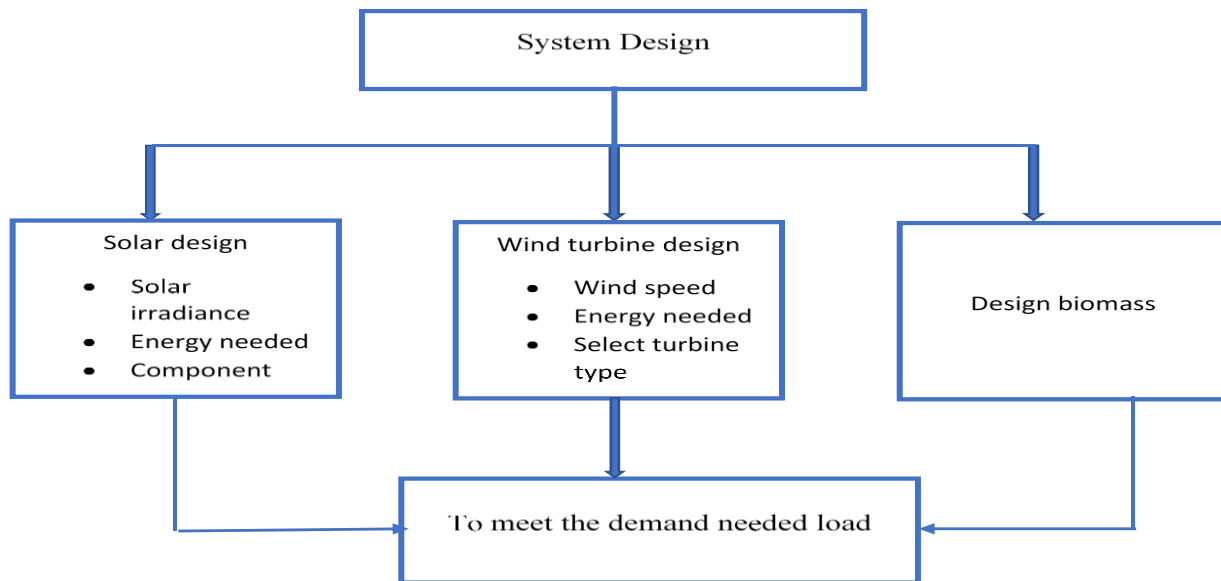 System Design
Solar design
• Solar
irradiance
• Energy needed
• Component
Wind turbine design
• Wind speed
• Energy needed
• Select turbine
type
Design biomass
To meet the demand needed load